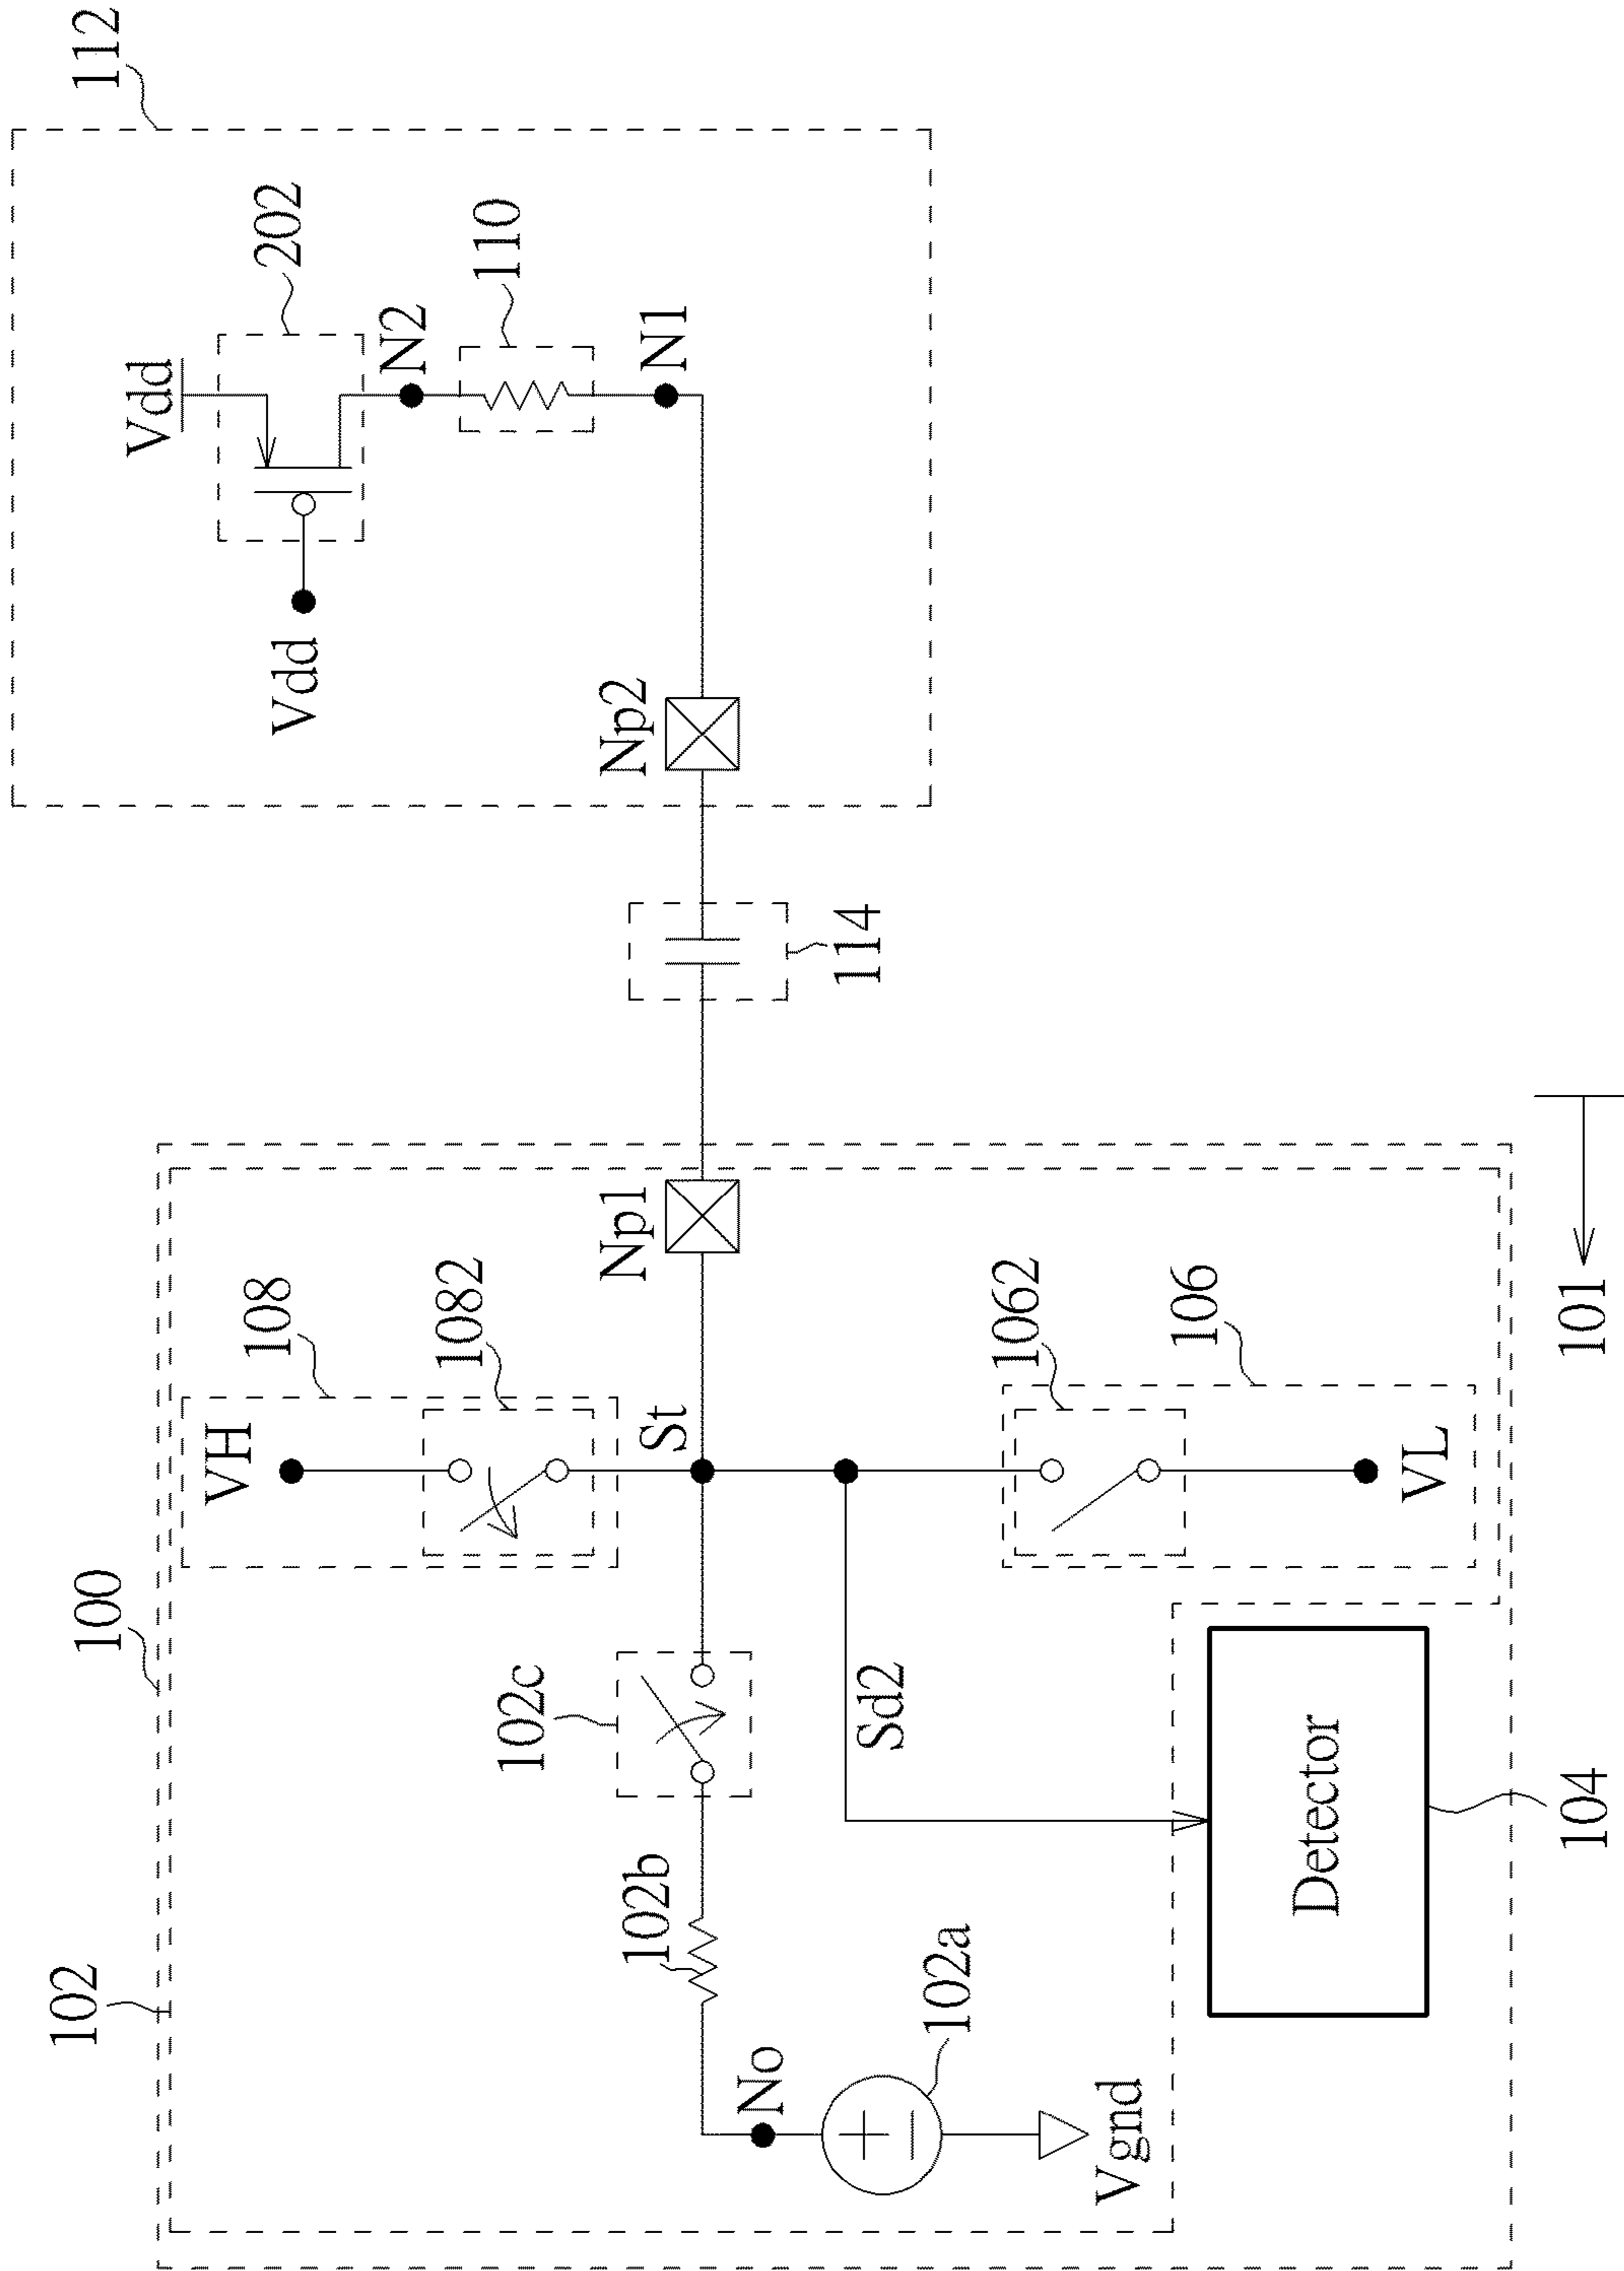 112
202
Vdd
N2
110
N1
Vdd
Np2
114
Np1
108
1082
VH
St
1062
106
VL
101
100
102c
Sd2
Detector
104
102
102b
No
102a
Vgnd